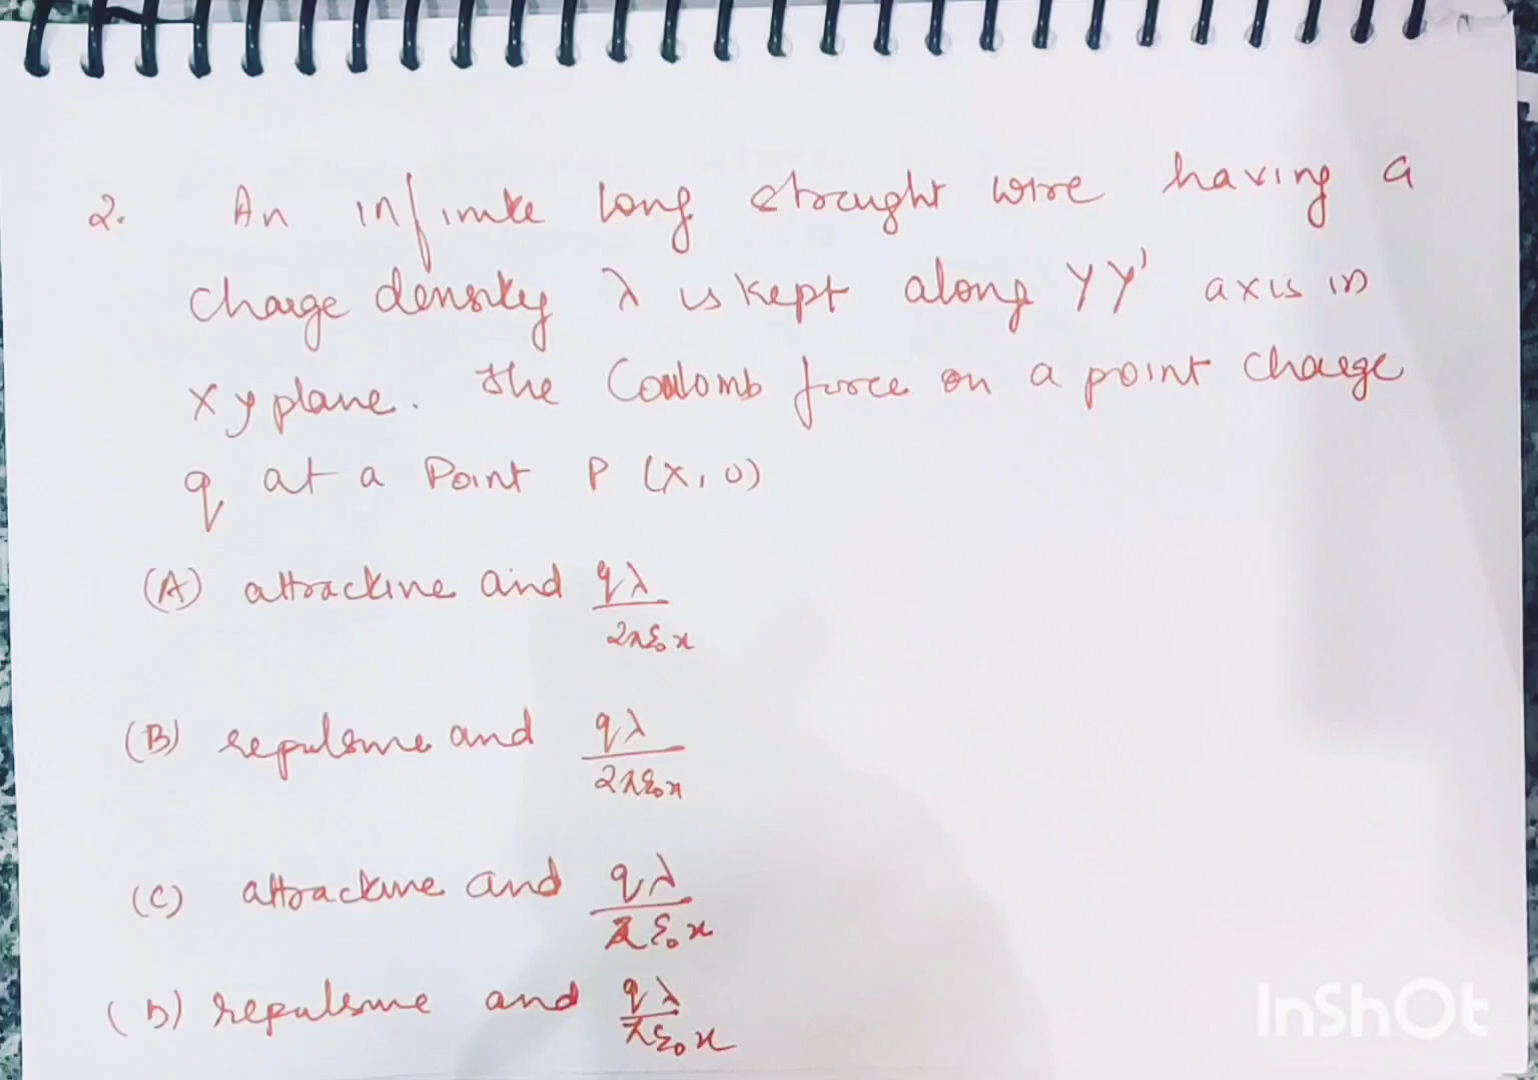 2. An infinite long straight wire having a
charge density λ is kept along YY' axis in
xy plane. The Coulomb force on a point charge
q at a Point P (x, 0)
(A) attractive and qλ / 2πε₀x
(B) repulsive and qλ / 2πε₀x
(C) attractive and qλ / πε₀x
(D) repulsive and qλ / πε₀x
InShOt